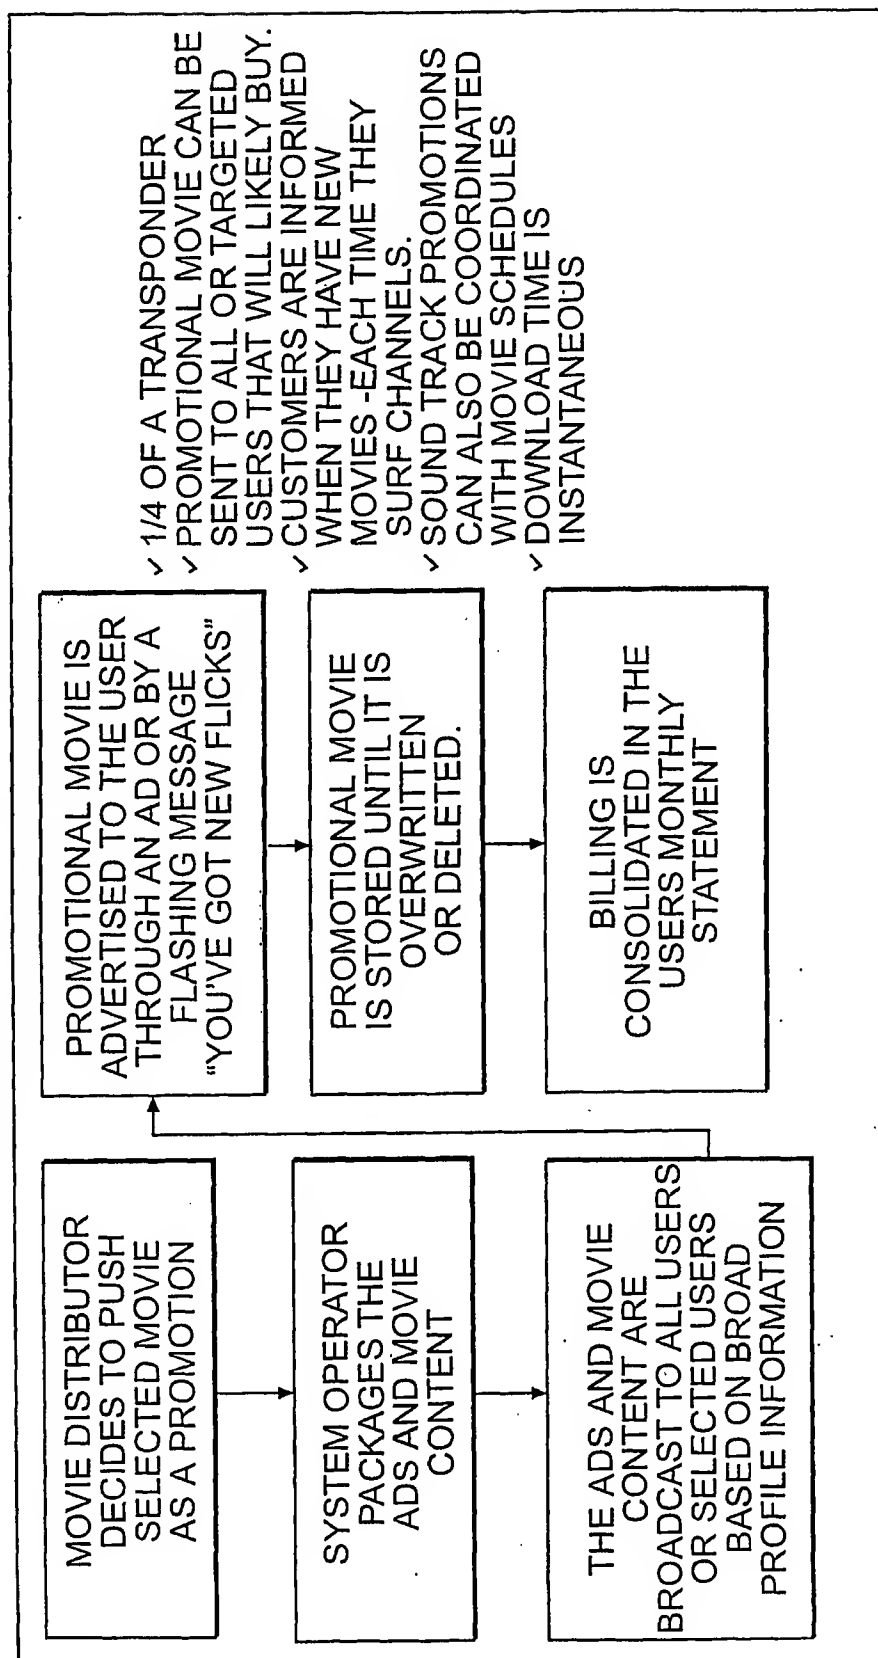 MOVIE DISTRIBUTOR
DECIDES TO PUSH
SELECTED MOVIE
AS A PROMOTION
SYSTEM OPERATOR
PACKAGES THE
ADS AND MOVIE
CONTENT
THE ADS AND MOVIE
CONTENT ARE
BROADCAST TO ALL USERS
OR SELECTED USERS
BASED ON BROAD
PROFILE INFORMATION
PROMOTIONAL MOVIE IS
ADVERTISED TO THE USER
THROUGH AN AD OR BY A
FLASHING MESSAGE
“YOU'VE GOT NEW FLICKS”
PROMOTIONAL MOVIE
IS STORED UNTIL IT IS
OVERWRITTEN
OR DELETED.
BILLING IS
CONSOLIDATED IN THE
USERS MONTHLY
STATEMENT
✓ 1/4 OF A TRANSPONDER
✓ PROMOTIONAL MOVIE CAN BE
SENT TO ALL OR TARGETED
USERS THAT WILL LIKELY BUY.
✓ CUSTOMERS ARE INFORMED
WHEN THEY HAVE NEW
MOVIES -EACH TIME THEY
SURF CHANNELS.
✓ SOUND TRACK PROMOTIONS
CAN ALSO BE COORDINATED
WITH MOVIE SCHEDULES
✓ DOWNLOAD TIME IS
INSTANTANEOUS